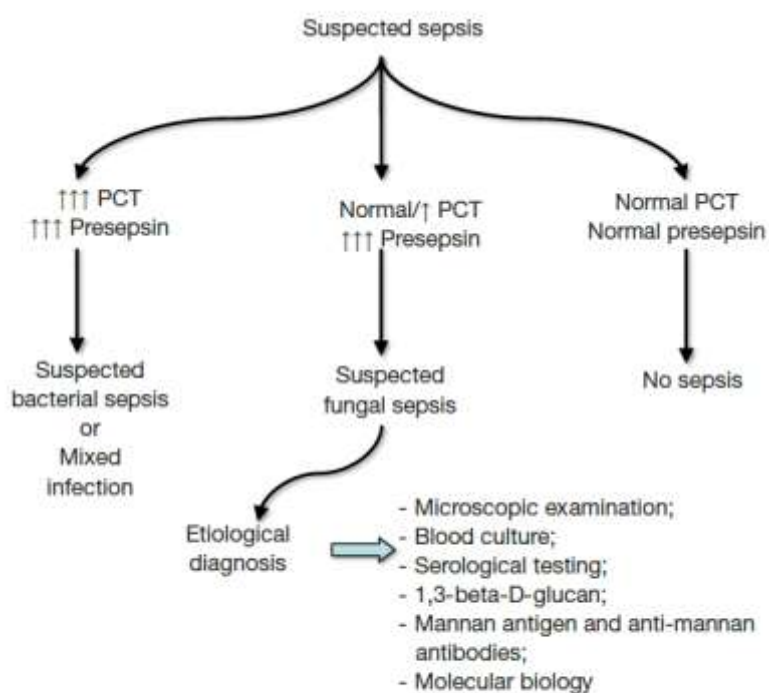 Suspected sepsis
↑↑↑ PCT
↑↑↑ Presepsin
Normal/↑ PCT
↑↑↑ Presepsin
Normal PCT
Normal presepsin
Suspected
bacterial sepsis
or
Mixed
infection
Suspected
fungal sepsis
No sepsis
Etiological
diagnosis
- Microscopic examination;
- Blood culture;
- Serological testing;
- 1,3-beta-D-glucan;
- Mannan antigen and anti-mannan
antibodies;
- Molecular biology